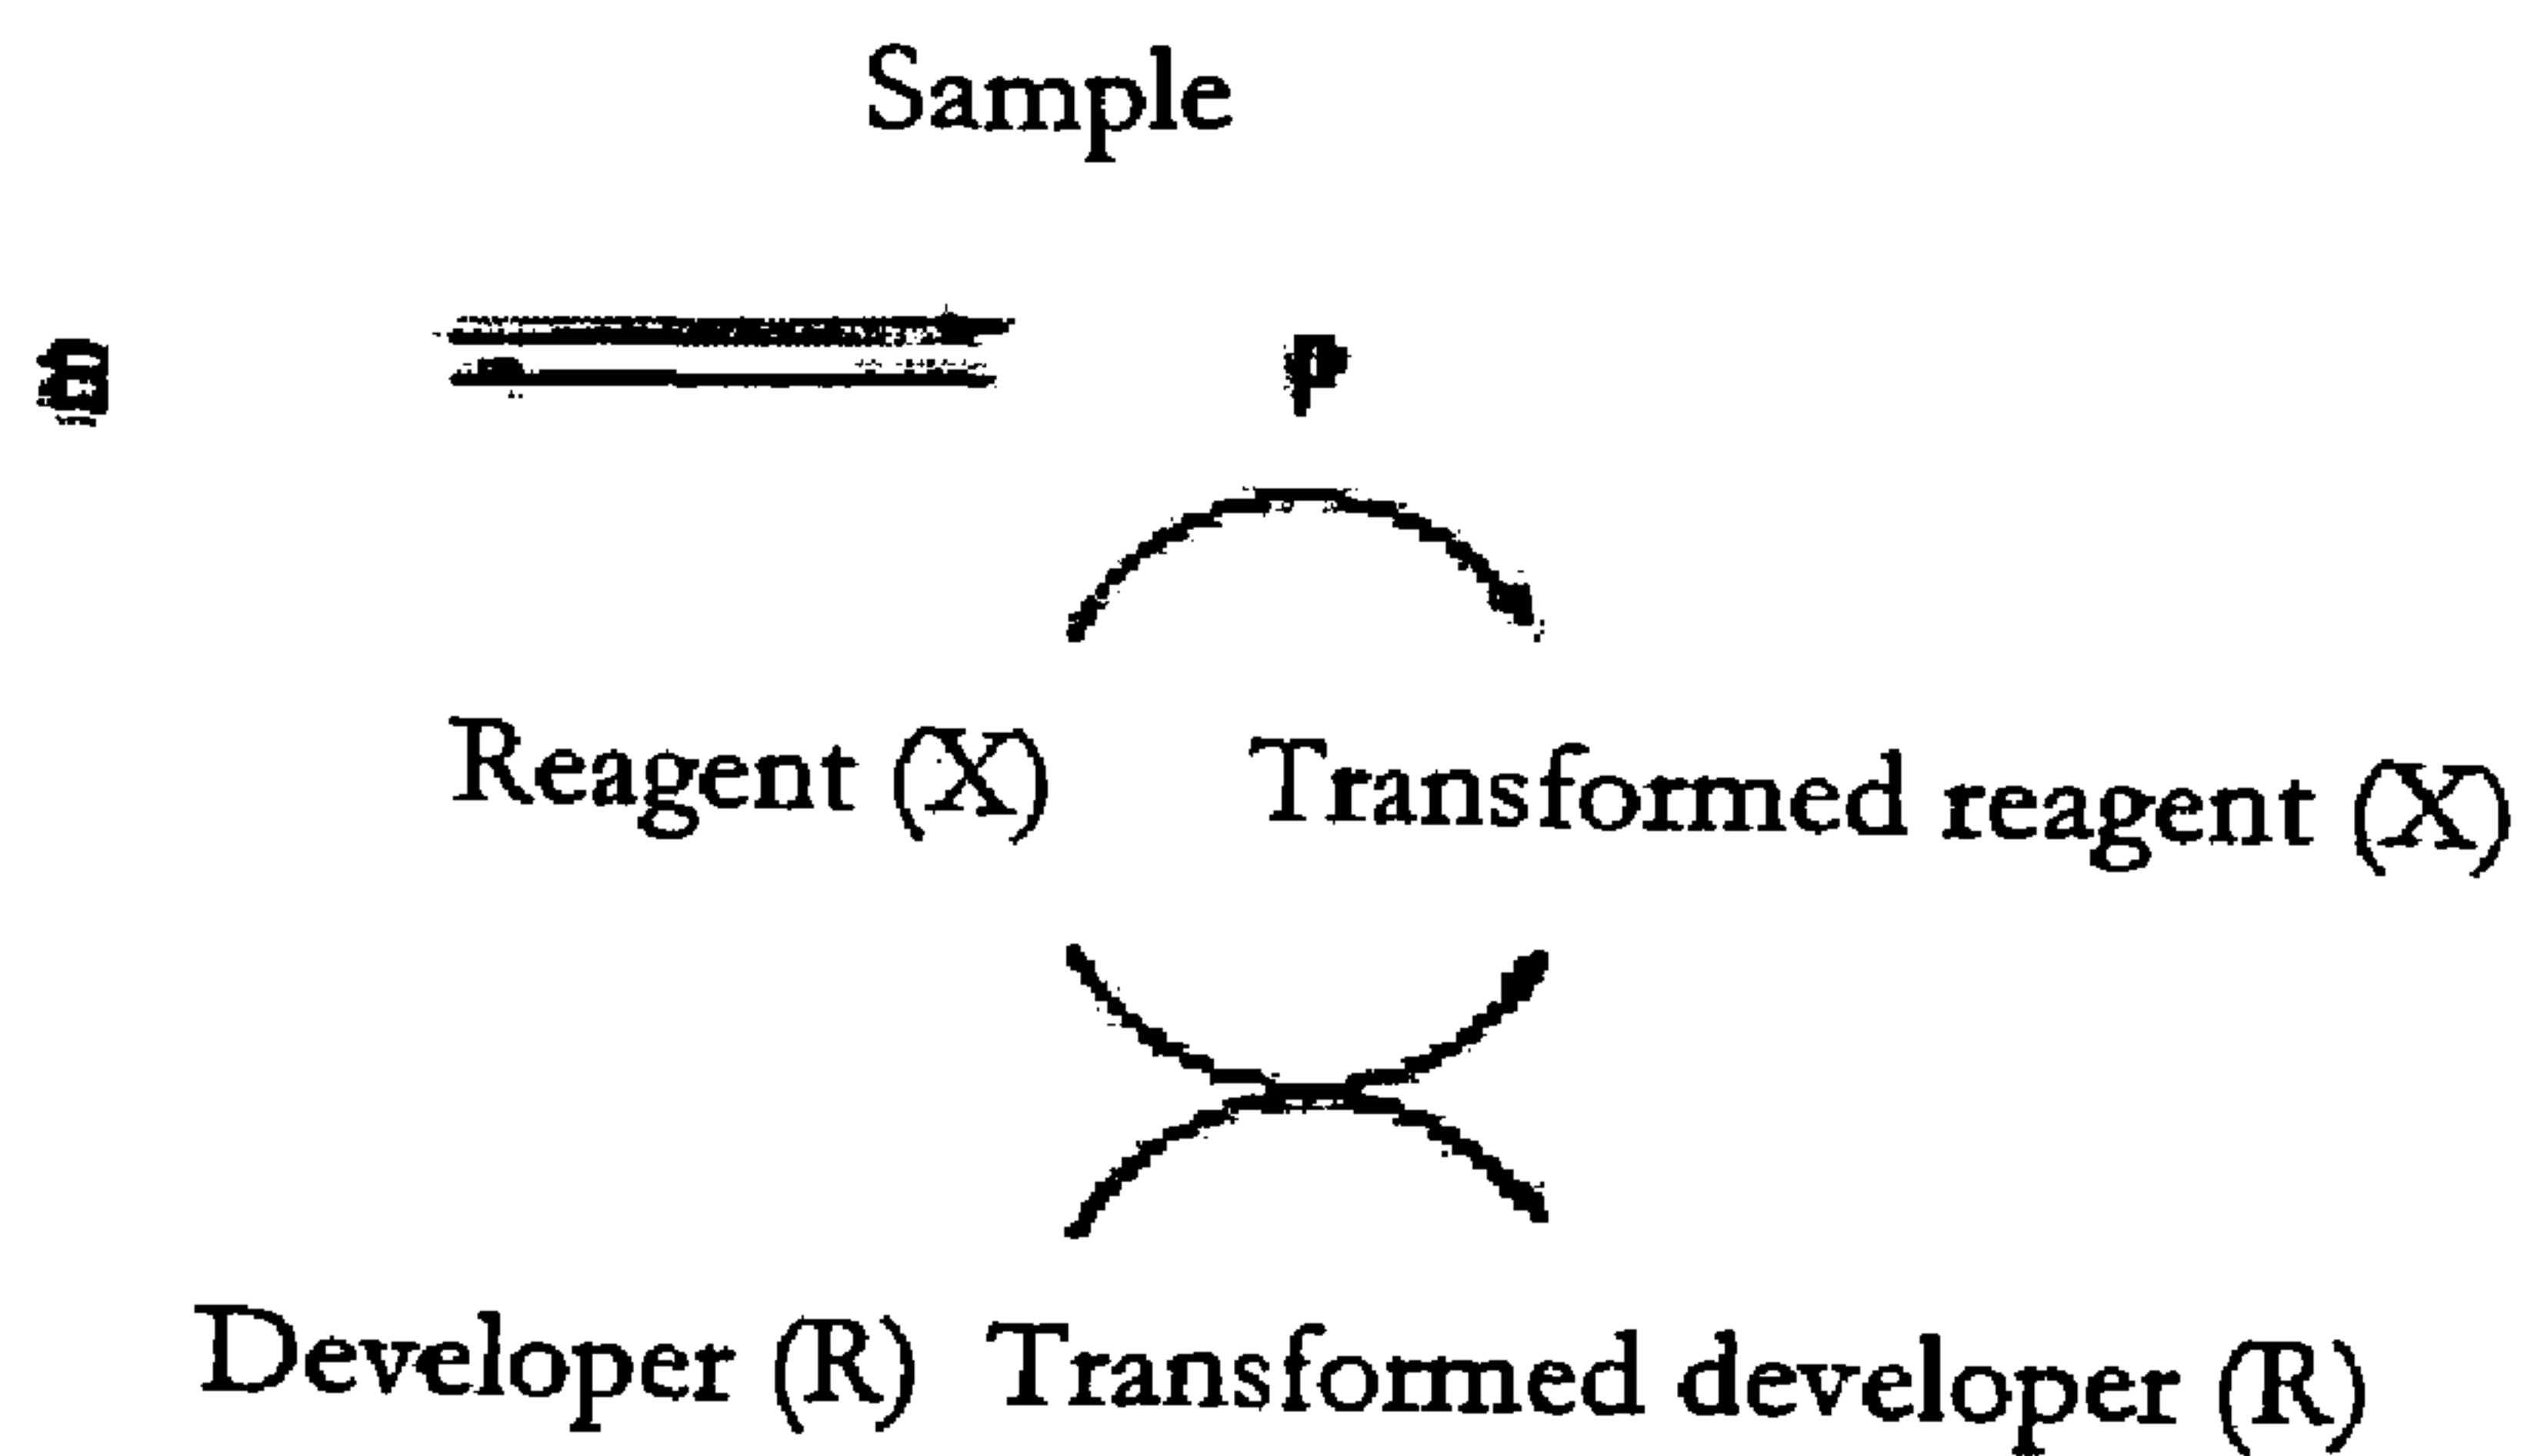 Sample
P
Reagent (X) Transformed reagent (X)
Developer (R) Transformed developer (R)